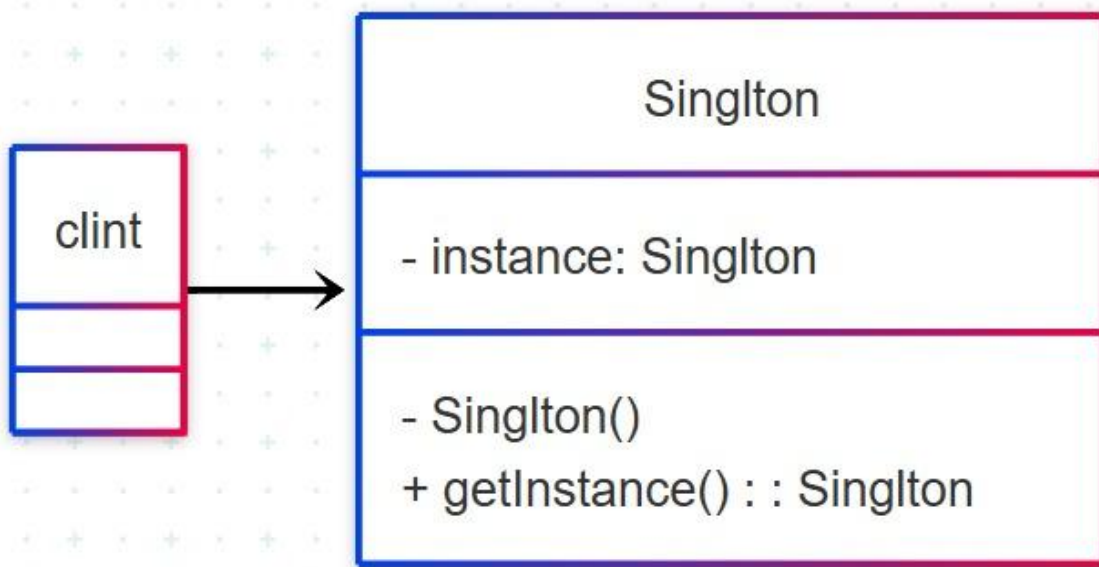 clint
Singlton
- instance: Singlton
- Singlton()
+ getInstance() : : Singlton